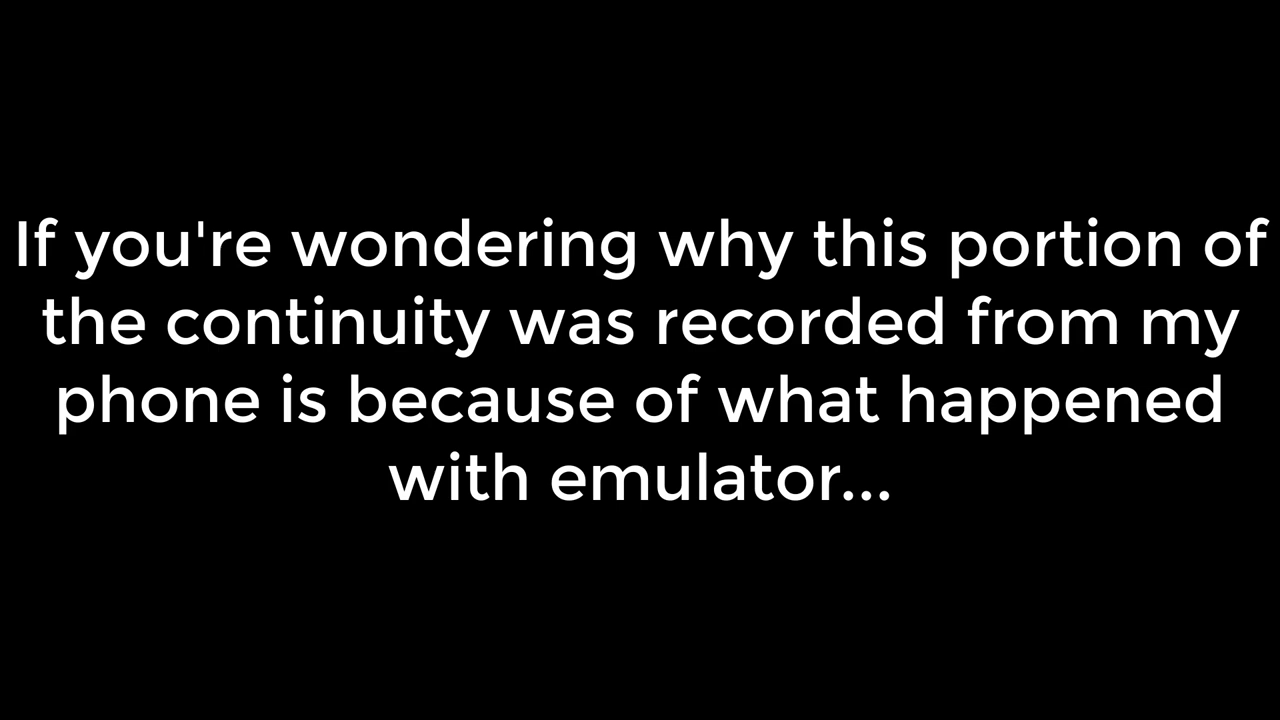 If you're wondering why this portion of
the continuity was recorded from my
phone is because of what happened
with emulator...